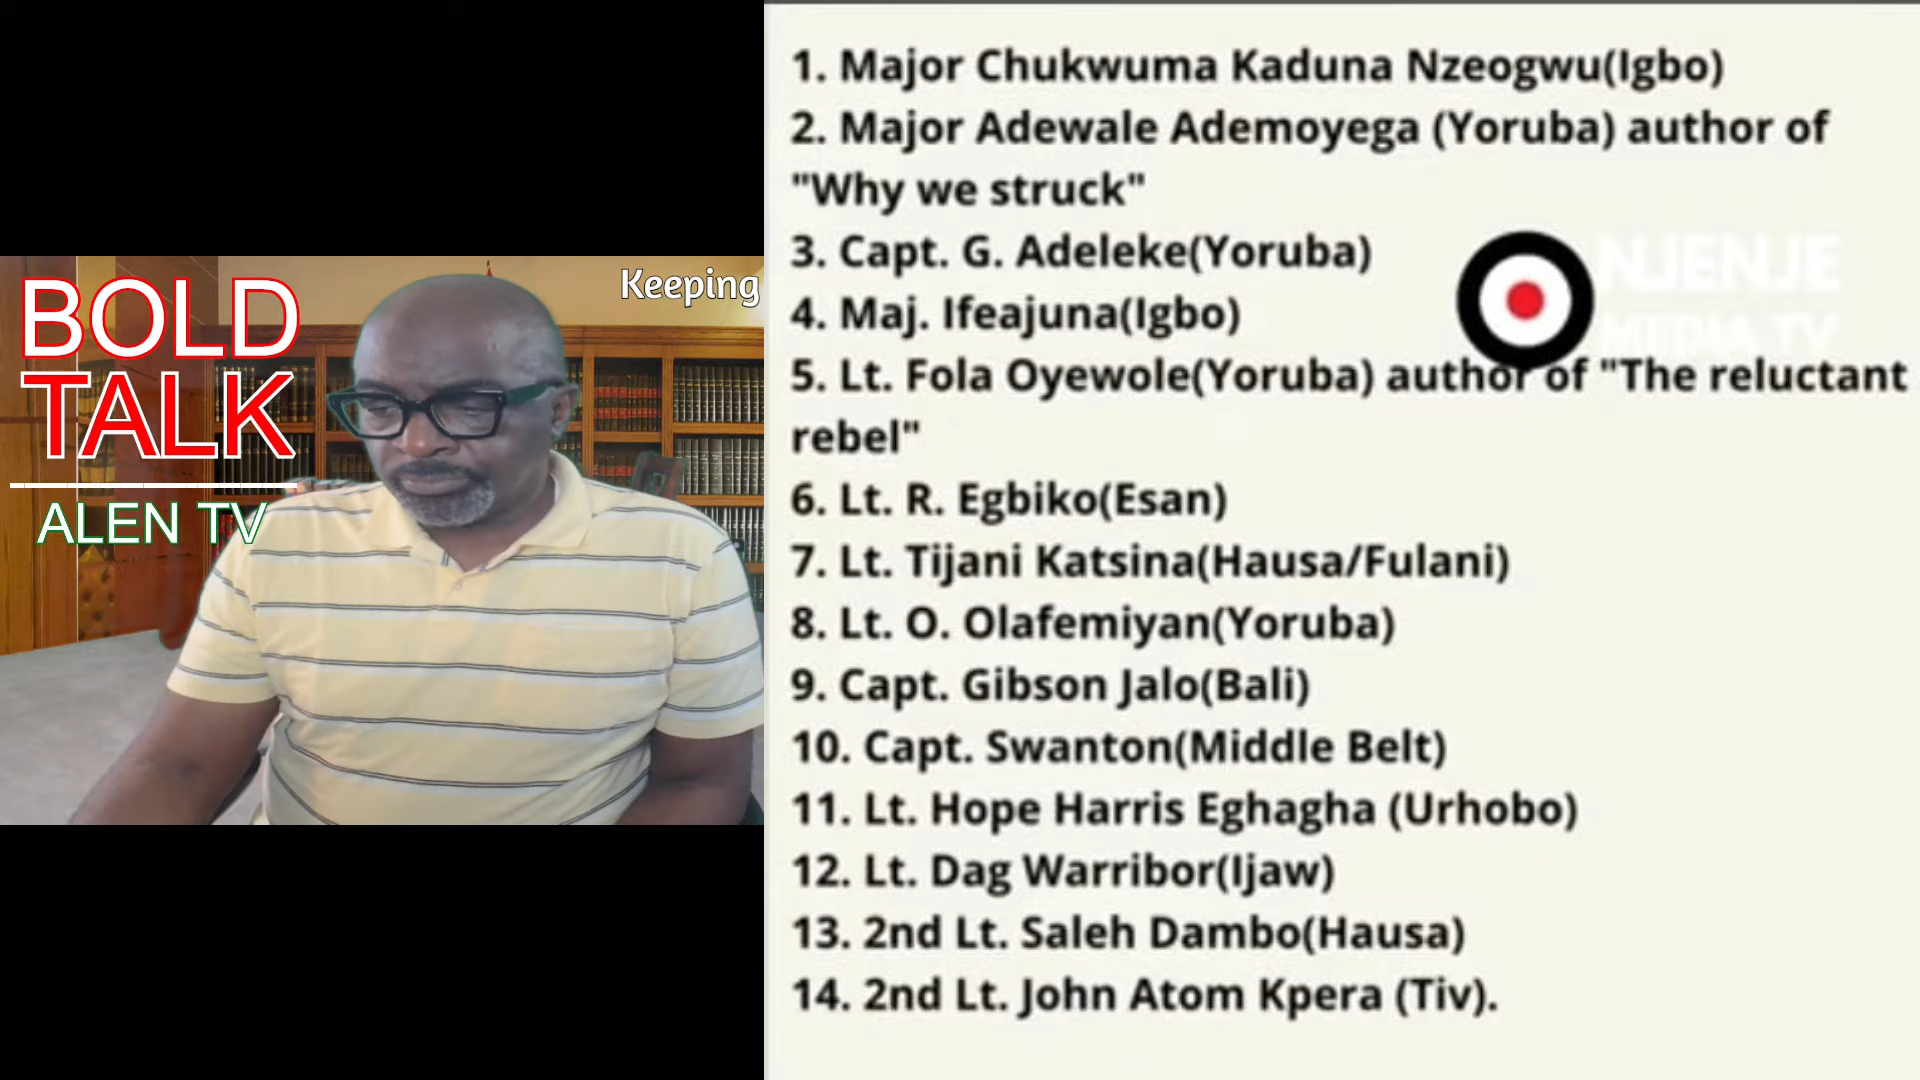 BOLD
TALK
ALEN TV
Keeping
1. Major Chukwuma Kaduna Nzeogwu(Igbo)
2. Major Adewale Ademoyega (Yoruba) author of
"Why we struck"
3. Capt. G. Adeleke(Yoruba)
4. Maj. Ifeajuna(Igbo)
5. Lt. Fola Oyewole(Yoruba) author of "The reluctant
rebel"
6. Lt. R. Egbiko(Esan)
7. Lt. Tijani Katsina(Hausa/Fulani)
8. Lt. O. Olafemiyan(Yoruba)
9. Capt. Gibson Jalo(Bali)
10. Capt. Swanton(Middle Belt)
11. Lt. Hope Harris Eghagha (Urhobo)
12. Lt. Dag Warribor(Ijaw)
13. 2nd Lt. Saleh Dambo(Hausa)
14. 2nd Lt. John Atom Kpera (Tiv).
NJENJE
MEDIA TV